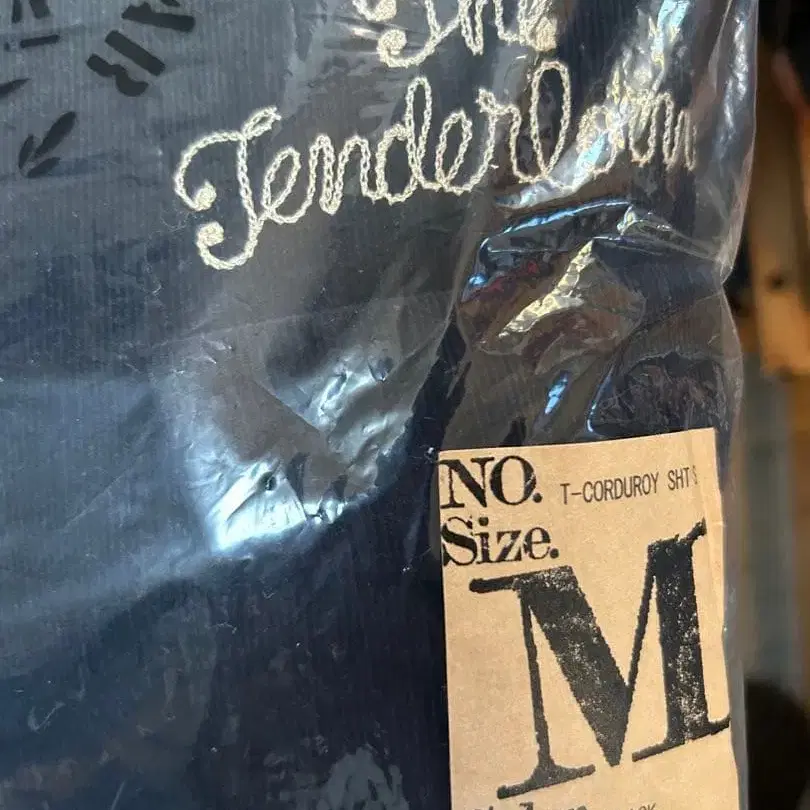 The
Tenderloin
NO. T-CORDUROY SHT
Size.
M